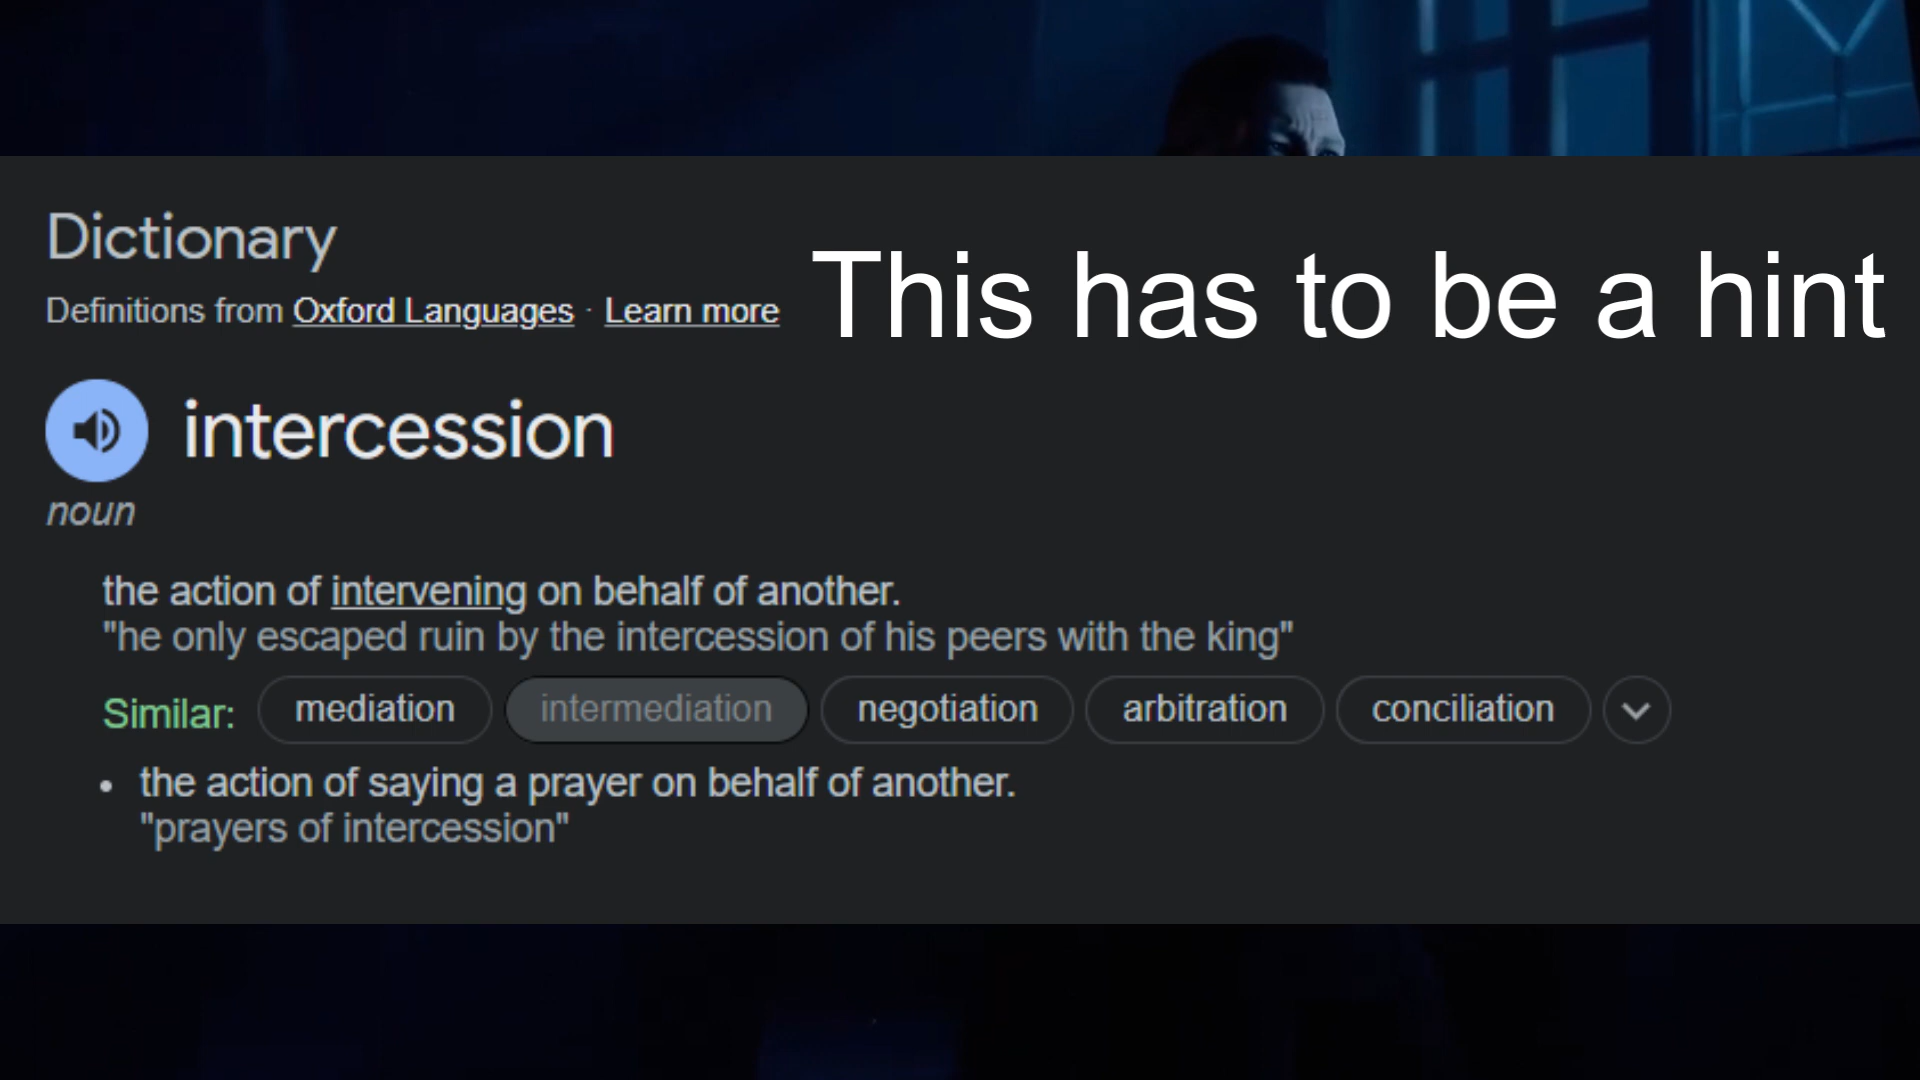 Dictionary
Definitions from Oxford Languages · Learn more
This has to be a hint
intercession
noun
the action of intervening on behalf of another.
"he only escaped ruin by the intercession of his peers with the king"
Similar: mediation intermediation negotiation arbitration conciliation
• the action of saying a prayer on behalf of another.
"prayers of intercession"